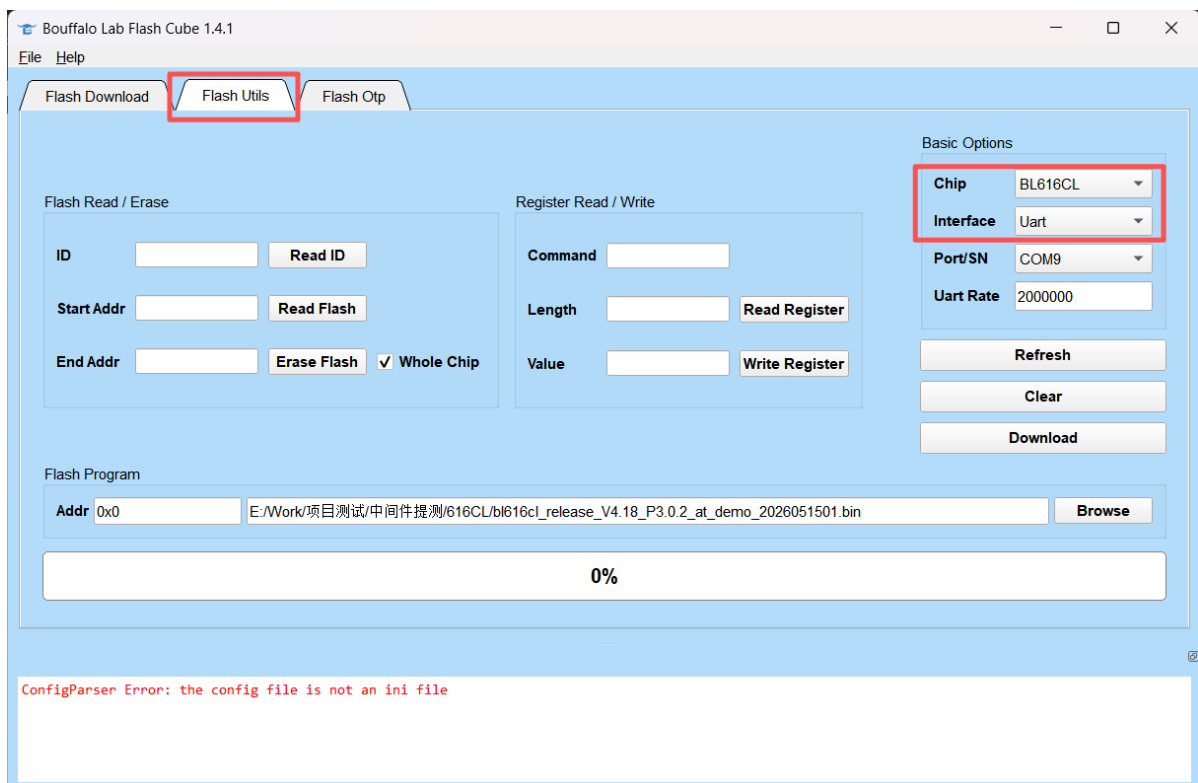 Bouffalo Lab Flash Cube 1.4.1
File Help
Flash Download Flash Utils Flash Otp
Basic Options
Chip BL616CL
Interface Uart
Port/SN COM9
Uart Rate 2000000
Refresh
Clear
Download
Flash Read / Erase
ID Read ID
Start Addr Read Flash
End Addr Erase Flash Whole Chip
Register Read / Write
Command
Length Read Register
Value Write Register
Flash Program
Addr 0x0 E:/Work/项目测试/中间件提测/616CL/bl616cl_release_V4.18_P3.0.2_at_demo_2026051501.bin Browse
0%
ConfigParser Error: the config file is not an ini file